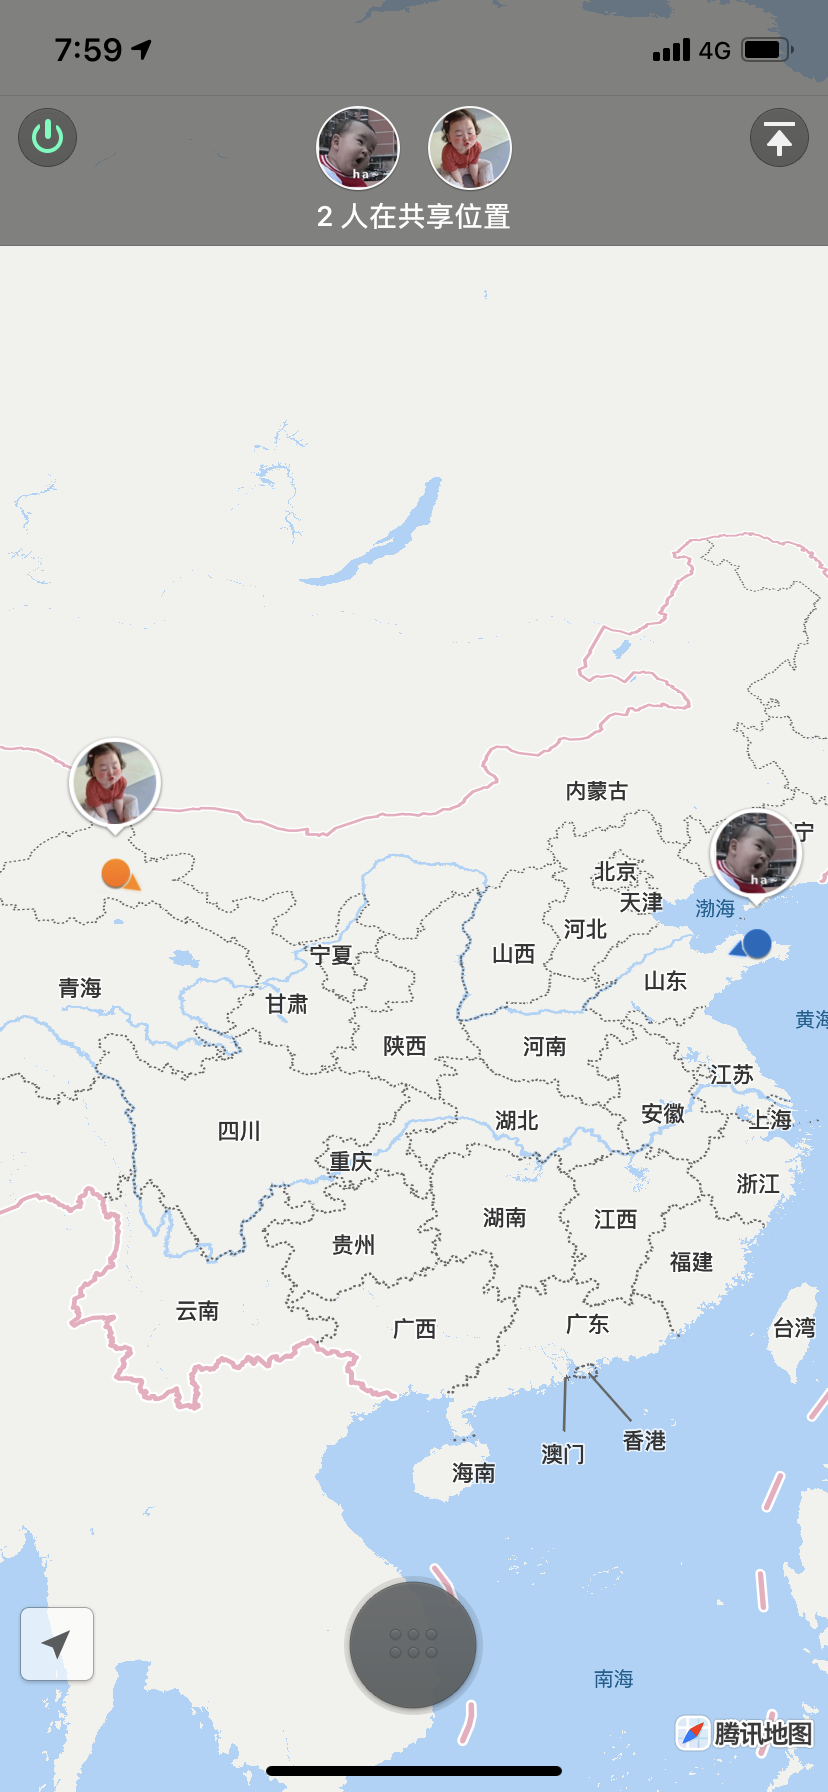 7:59
4G
ha~~
2 人在共享位置
内蒙古
宁
北京
天津
ha~~
渤海
河北
宁夏
山西
山东
青海
甘肃
黄海
陕西
河南
江苏
安徽
上海
湖北
四川
重庆
浙江
湖南
江西
贵州
福建
云南
广西
广东
台湾
澳门
香港
海南
南海
腾讯地图